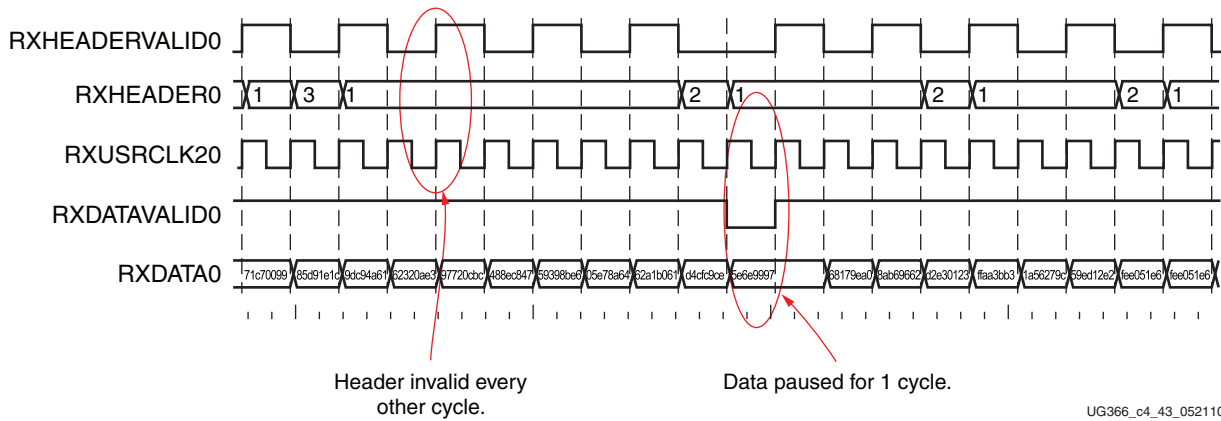 RXHEADERVALID0
RXHEADER0 1 3 1 2 1 2 1 2 1
RXUSRCLK20
RXDATAVALID0
RXDATA0 71c70099 85d91e1c 9dc94a61 62320ae3 97720cbc 488ec847 59398be6 05e78a64 62a1b061 d4cfc9ce 5e6e9997 68179ea0 8ab69662 d2e30123 ffaa3bb3 1a56279c 59ed12e2 fee051e6 fee051e6
Header invalid every
other cycle.
Data paused for 1 cycle.
UG366_c4_43_052110